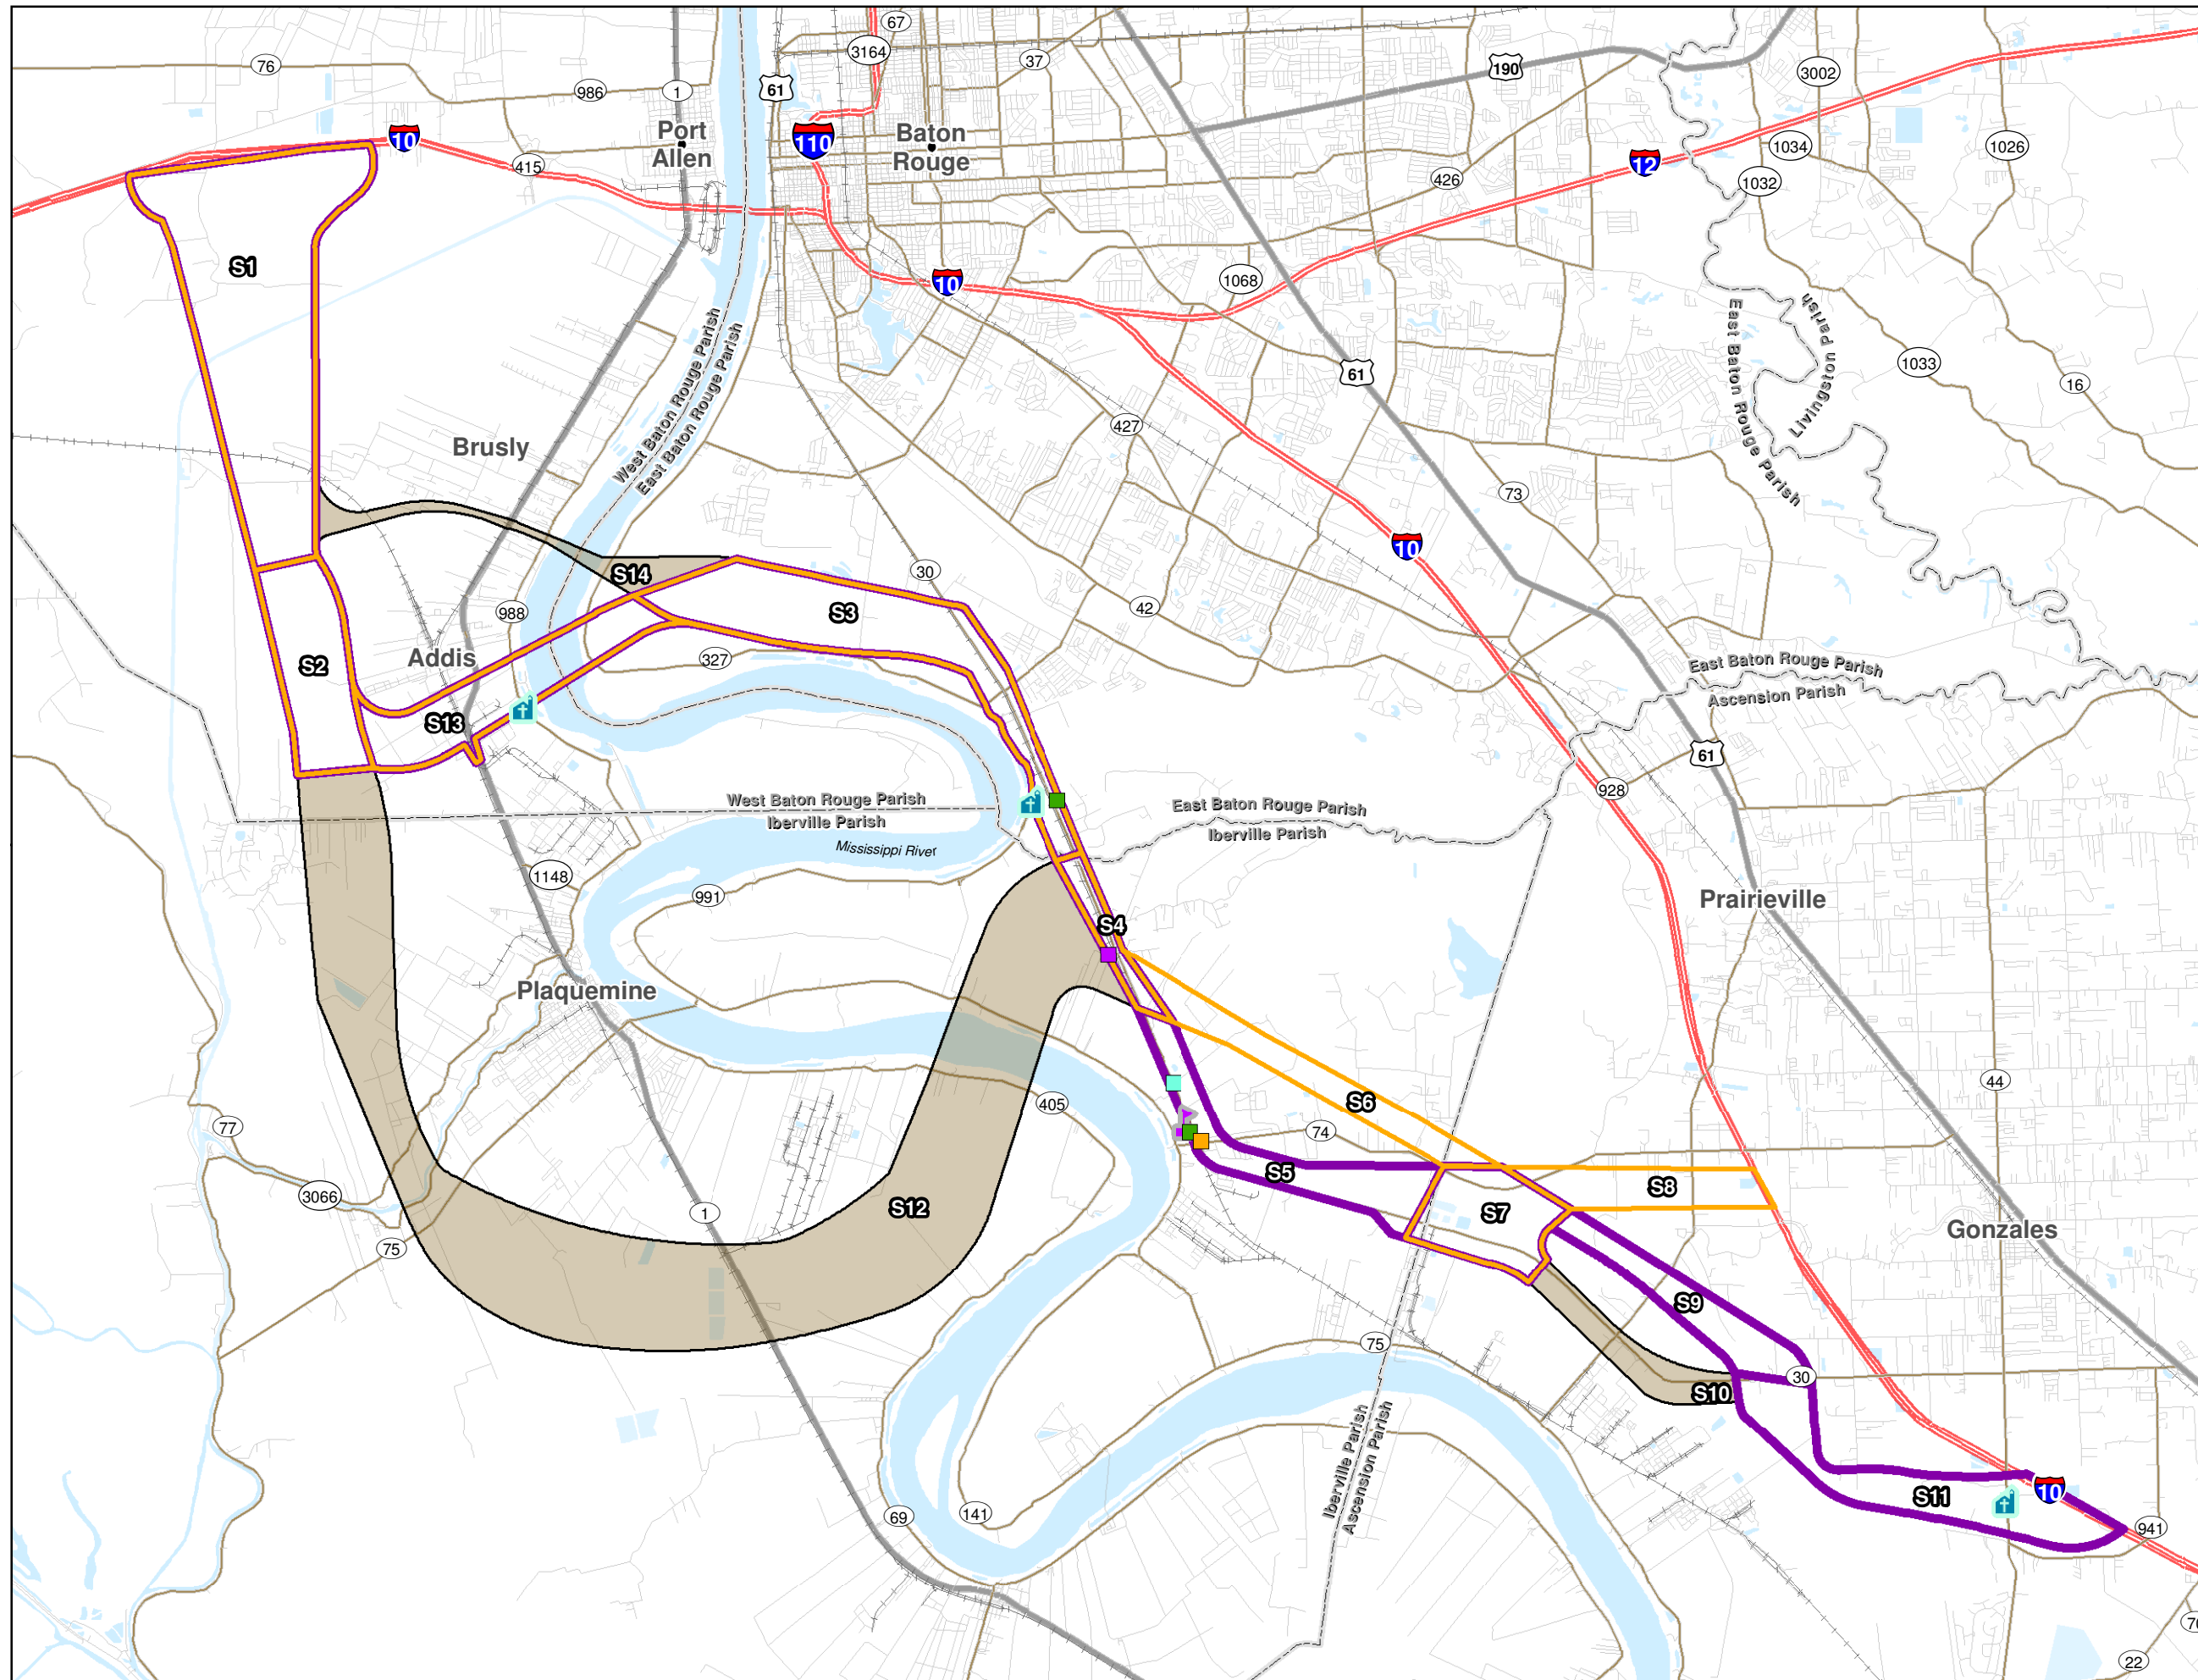 67
3164
37
76
190
3002
986
1
61
10
110
Port
Allen
Baton
Rouge
1034
1026
415
12
426
1032
S1
10
1068
West Baton Rouge Parish
East Baton Rouge Parish
East Baton Rouge Parish
Livingston Parish
61
1033
16
427
Brusly
73
10
30
S14
988
S3
42
S2
Addis
327
East Baton Rouge Parish
Ascension Parish
S13
61
928
West Baton Rouge Parish
Iberville Parish
East Baton Rouge Parish
Iberville Parish
Mississippi River
1148
991
Prairieville
S4
Plaquemine
44
S6
405
77
74
S5
S8
3066
S12
1
S7
Gonzales
75
S9
75
30
S10
Iberville Parish
Ascension Parish
10
S11
69
141
941
22